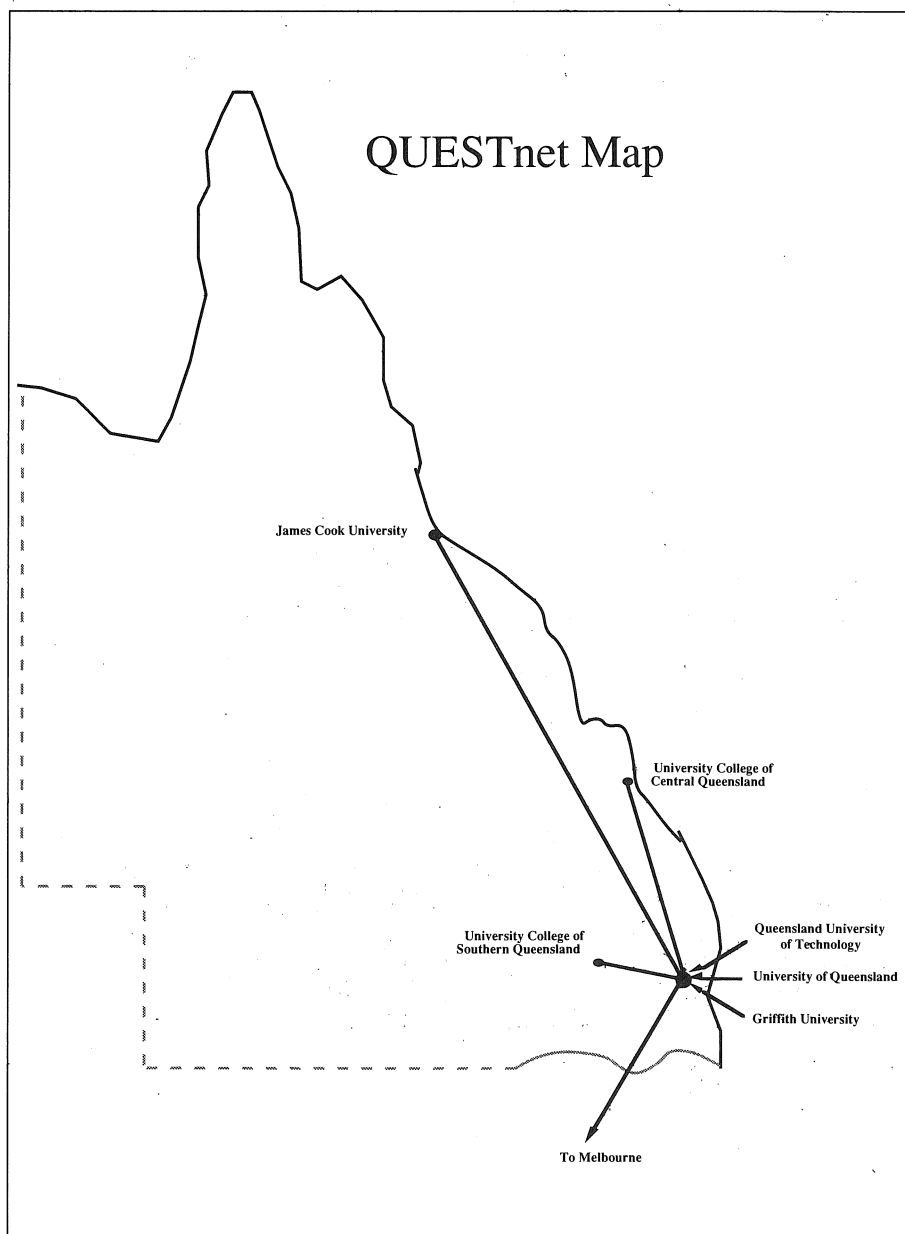 QUESTnet Map
James Cook University
University College of
Central Queensland
University College of
Southern Queensland
Queensland University
of Technology
University of Queensland
Griffith University
To Melbourne